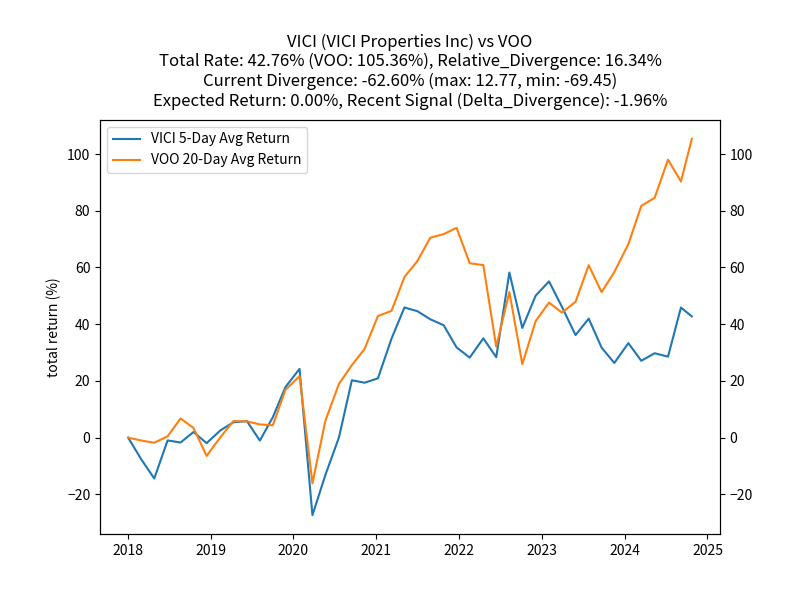 VICI (VICI Properties Inc) vs VOO
Total Rate: 42.76% (VOO: 105.36%), Relative_Divergence: 16.34%
Current Divergence: -62.60% (max: 12.77, min: -69.45)
Expected Return: 0.00%, Recent Signal (Delta_Divergence): -1.96%
VICI 5-Day Avg Return
VOO 20-Day Avg Return
total return (%)
100 100
80 80
60 60
40 40
20 20
0 0
−20 −20
2018 2019 2020 2021 2022 2023 2024 2025